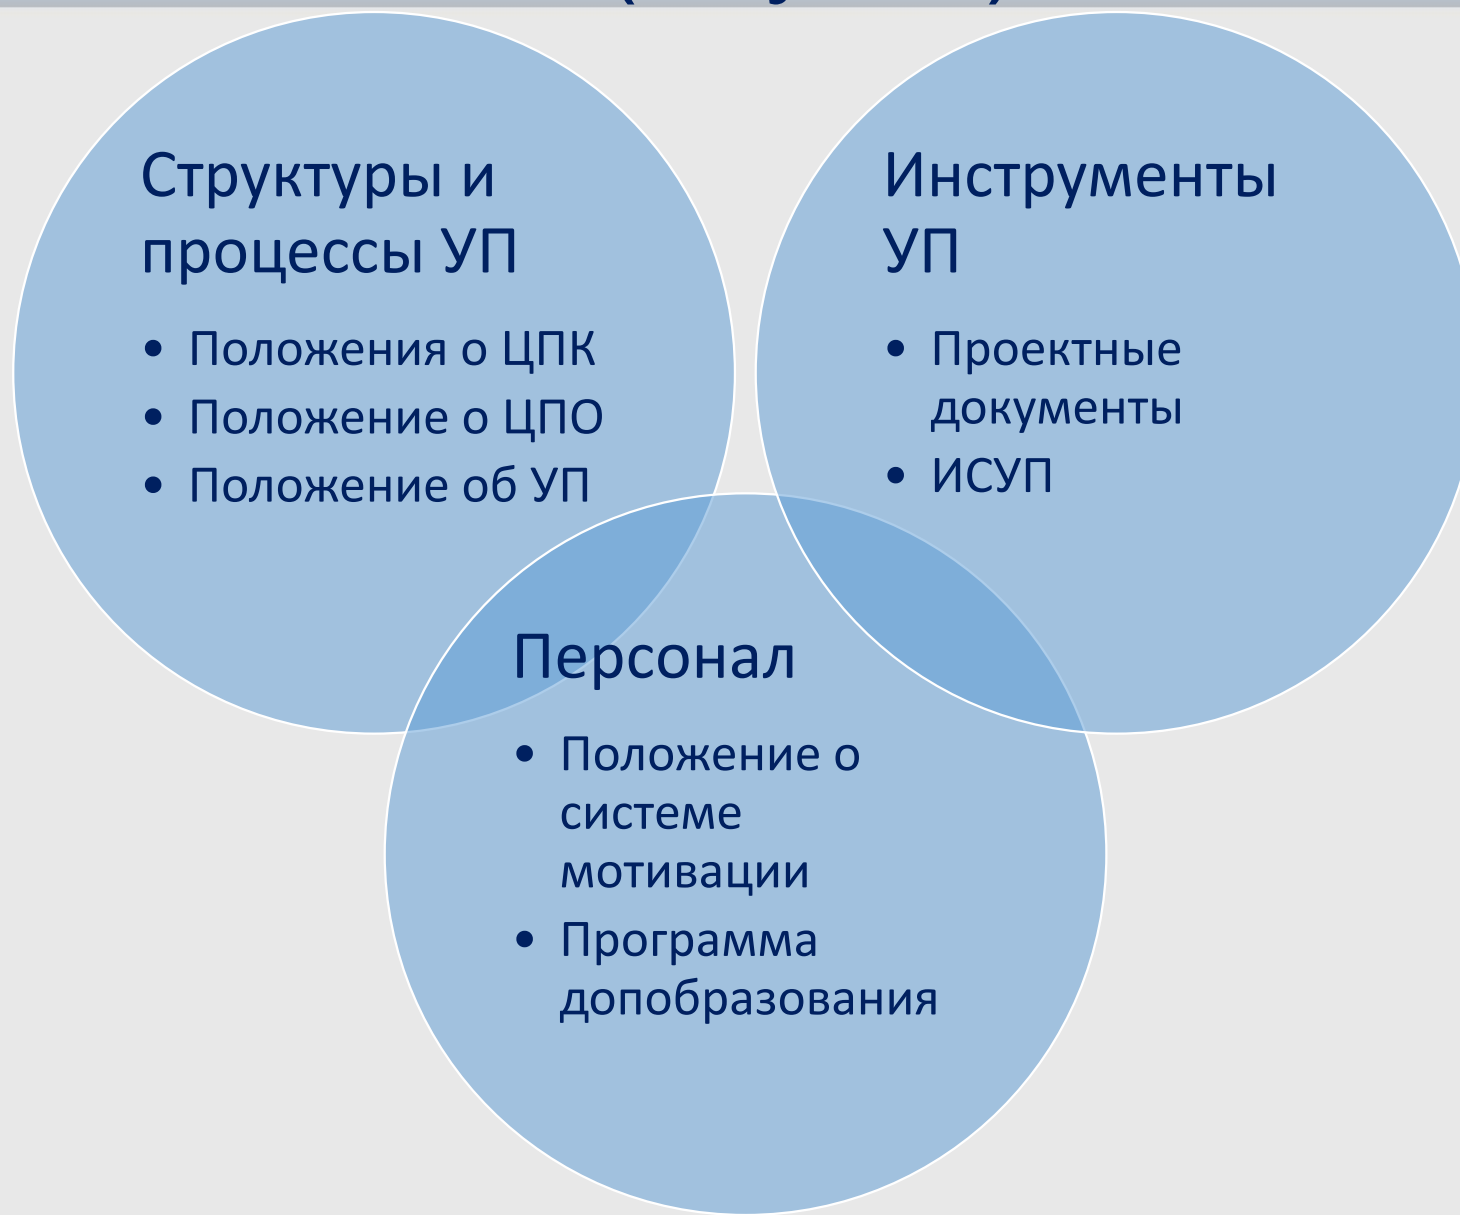 Структуры и
процессы УП
• Положения о ЦПК
• Положение о ЦПО
• Положение об УП
Инструменты
УП
• Проектные
документы
• ИСУП
Персонал
• Положение о
системе
мотивации
• Программа
допобразования